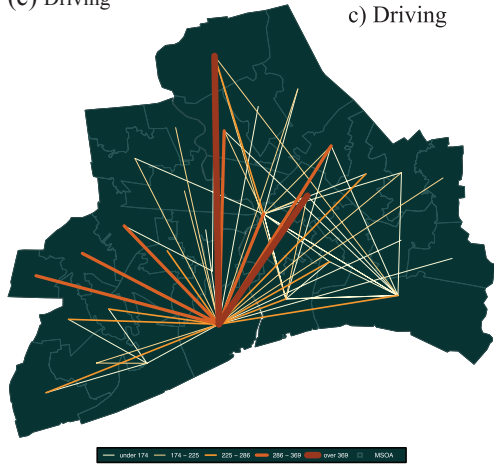 (c) Driving
c) Driving
under 174 174 – 225 225 – 286 286 – 369 over 369 MSOA